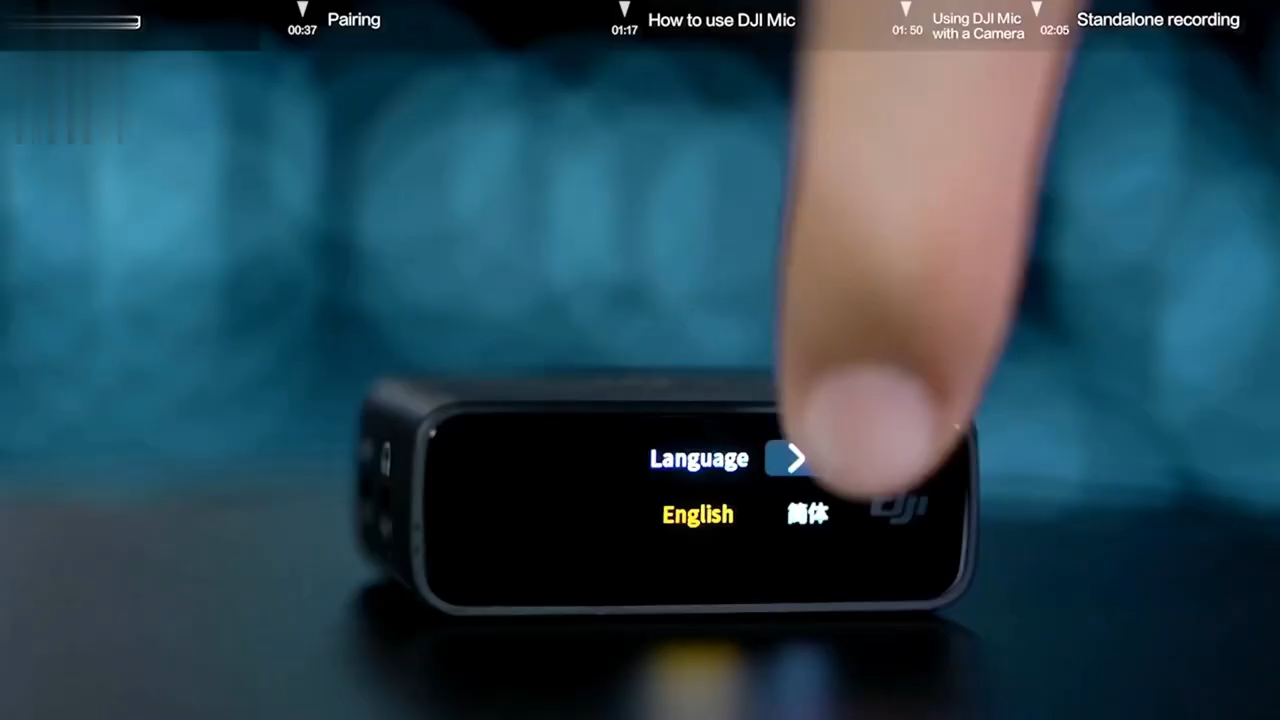 00:37 Pairing
01:17 How to use DJI Mic
01:50 Using DJI Mic
with a Camera
02:05 Standalone recording
Language >
English 简体
dji